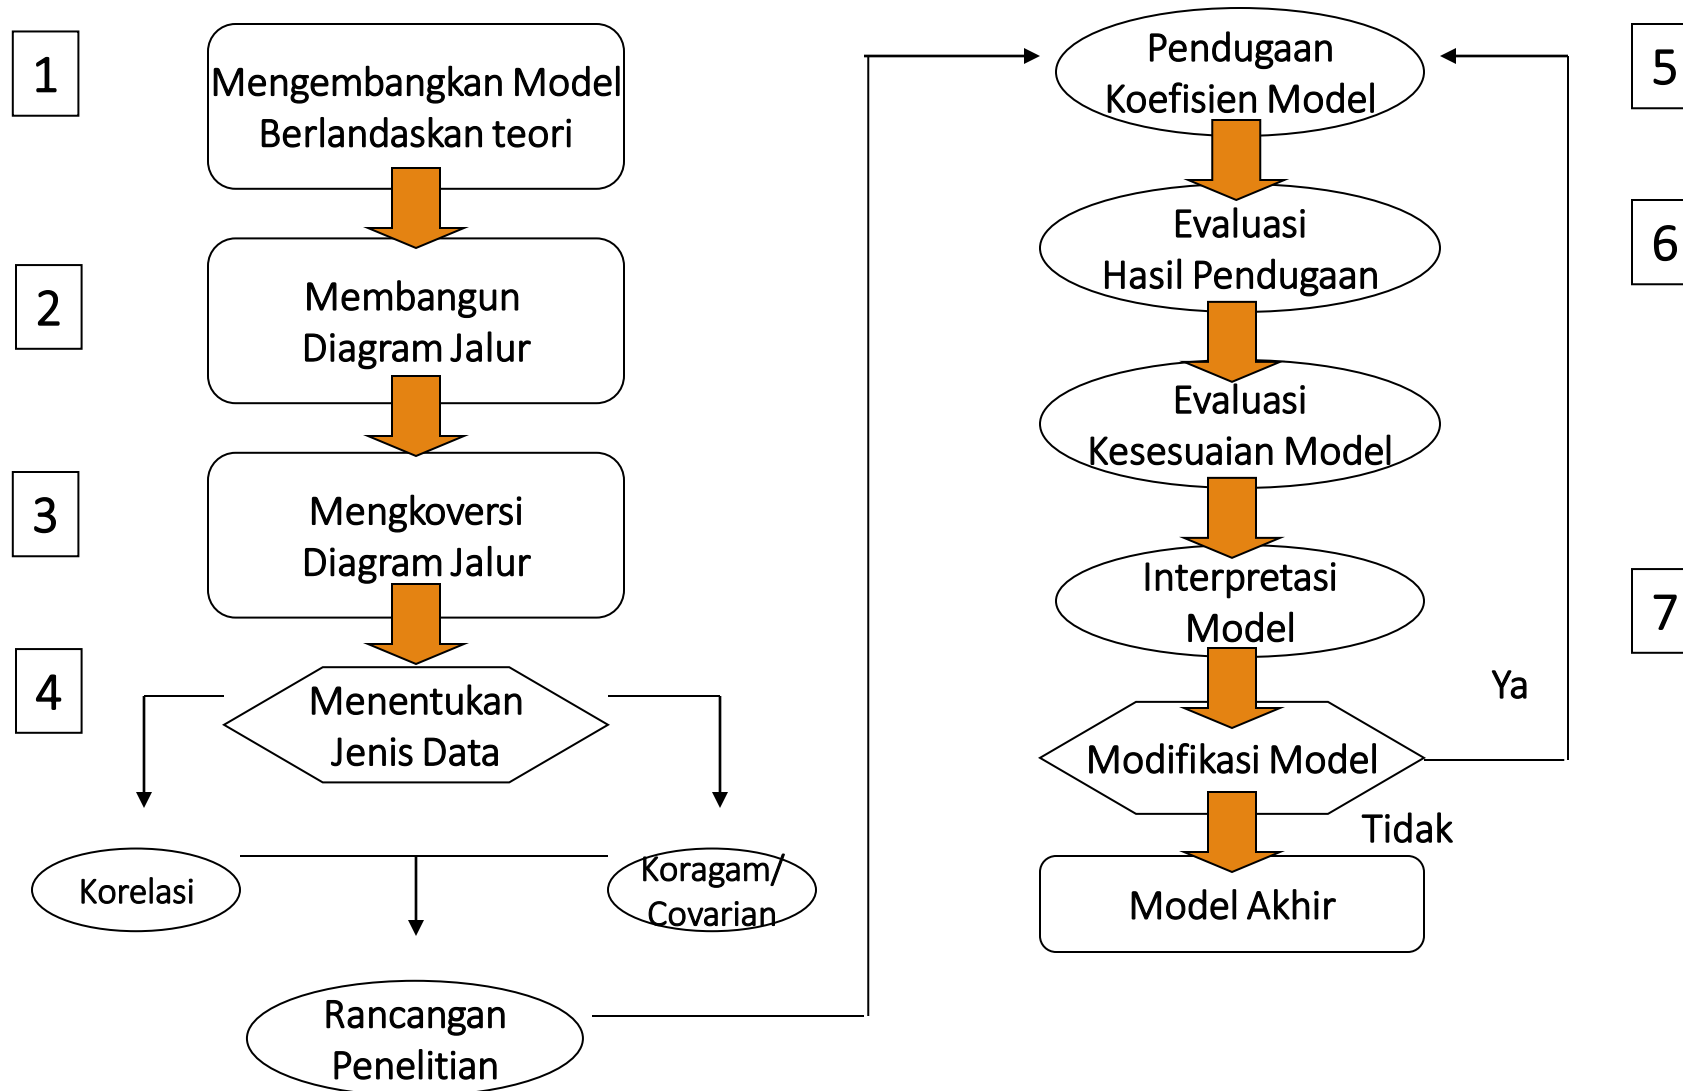 1
Mengembangkan Model
Berlandaskan teori
2
Membangun
Diagram Jalur
3
Mengkoversi
Diagram Jalur
4
Menentukan
Jenis Data
Korelasi
Koragam/
Covarian
Rancangan
Penelitian
5
Pendugaan
Koefisien Model
6
Evaluasi
Hasil Pendugaan
Evaluasi
Kesesuaian Model
7
Interpretasi
Model
Ya
Modifikasi Model
Tidak
Model Akhir